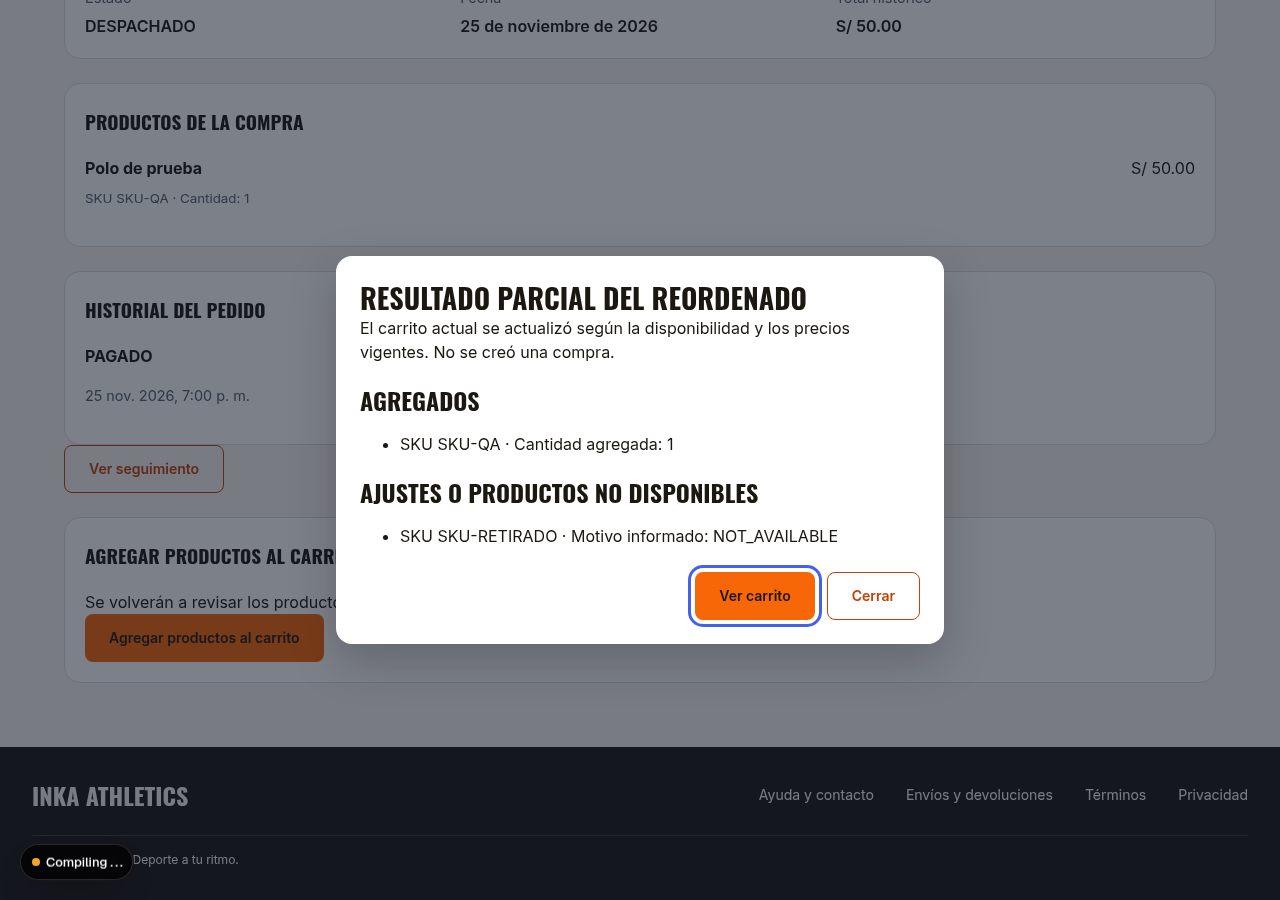 Estado
Fecha
Total histórico
DESPACHADO
25 de noviembre de 2026
S/ 50.00
PRODUCTOS DE LA COMPRA
Polo de prueba
S/ 50.00
SKU SKU-QA · Cantidad: 1
HISTORIAL DEL PEDIDO
PAGADO
25 nov. 2026, 7:00 p. m.
Ver seguimiento
AGREGAR PRODUCTOS AL CARR
Se volverán a revisar los producto
Agregar productos al carrito
RESULTADO PARCIAL DEL REORDENADO
El carrito actual se actualizó según la disponibilidad y los precios
vigentes. No se creó una compra.
AGREGADOS
• SKU SKU-QA · Cantidad agregada: 1
AJUSTES O PRODUCTOS NO DISPONIBLES
• SKU SKU-RETIRADO · Motivo informado: NOT_AVAILABLE
Ver carrito
Cerrar
INKA ATHLETICS
Ayuda y contacto
Envíos y devoluciones
Términos
Privacidad
Compiling ...
Deporte a tu ritmo.